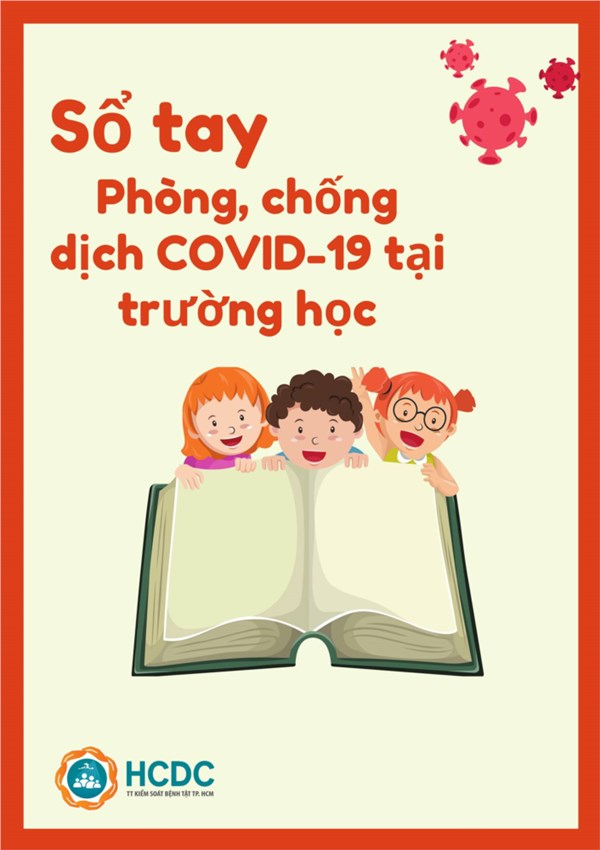 Sổ tay
Phòng, chống
dịch COVID-19 tại
trường học
HCDC
TT KIỂM SOÁT BỆNH TẬT TP. HCM